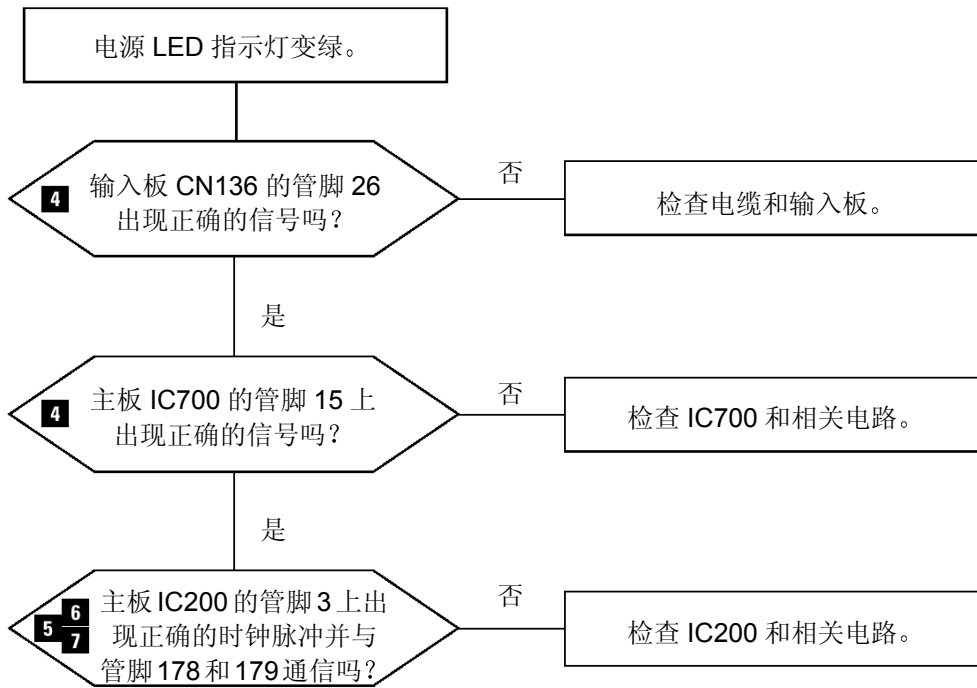 电源 LED 指示灯变绿。
4
输入板 CN136 的管脚 26
出现正确的信号吗？
否
检查电缆和输入板。
是
4
主板 IC700 的管脚 15 上
出现正确的信号吗？
否
检查 IC700 和相关电路。
是
5 6 7
主板 IC200 的管脚 3 上出
现正确的时钟脉冲并与
管脚 178 和 179 通信吗？
否
检查 IC200 和相关电路。